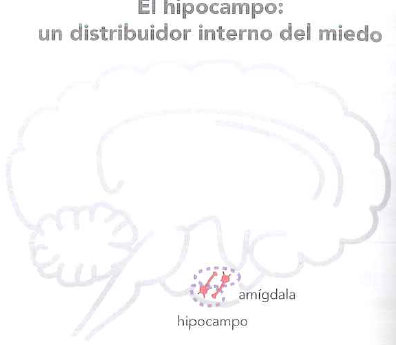 El hipocampo:
un distribuidor interno del miedo
amígdala
hipocampo